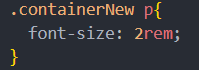 .containerNew p{
  font-size: 2rem;
}